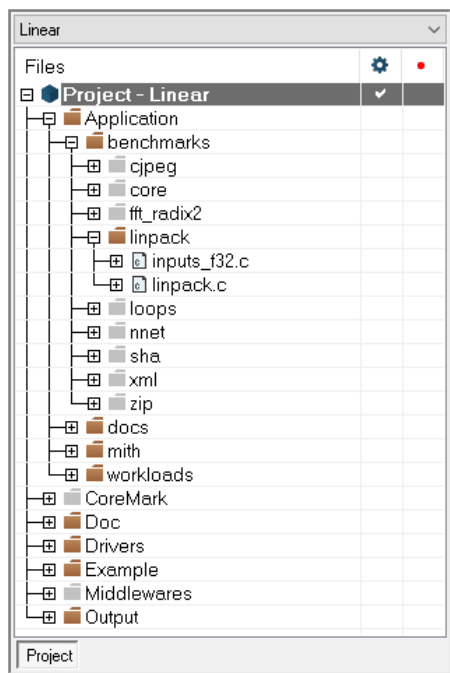 Linear
Files
Project - Linear
Application
benchmarks
cjpeg
core
fft_radix2
linpack
inputs_f32.c
linpack.c
loops
nnet
sha
xml
zip
docs
mith
workloads
CoreMark
Doc
Drivers
Example
Middlewares
Output
Project